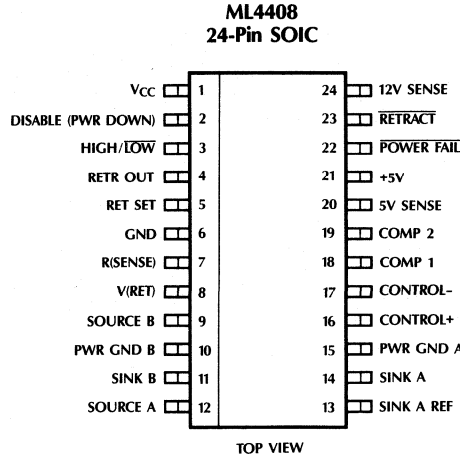 ML4408
24-Pin SOIC
VCC 1 24 12V SENSE
DISABLE (PWR DOWN) 2 23 RETRACT
HIGH/LOW 3 22 POWER FAIL
RETR OUT 4 21 +5V
RET SET 5 20 5V SENSE
GND 6 19 COMP 2
R(SENSE) 7 18 COMP 1
V(RET) 8 17 CONTROL–
SOURCE B 9 16 CONTROL+
PWR GND B 10 15 PWR GND A
SINK B 11 14 SINK A
SOURCE A 12 13 SINK A REF
TOP VIEW